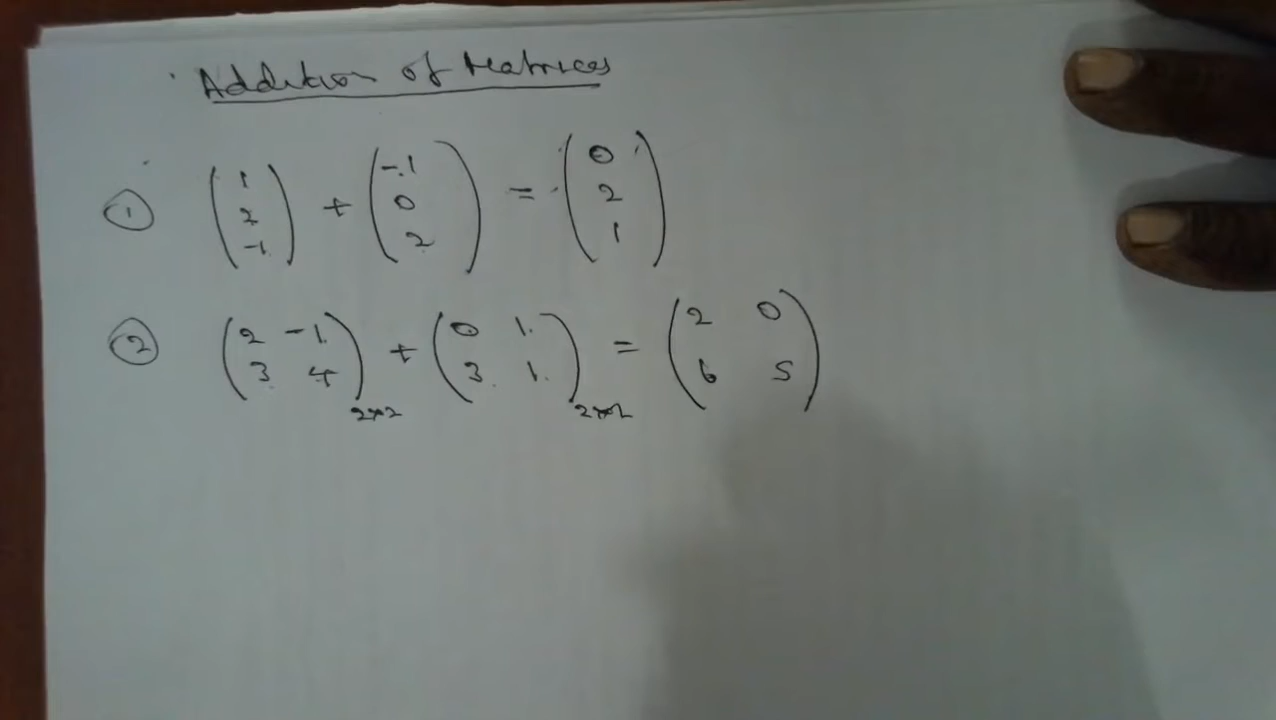 Addition of Matrices
① (1 2 -1) + (-1 0 2) = (0 2 1)
② (2 -1 3 4)2×2 + (0 1 3 1)2×2 = (2 0 6 5)